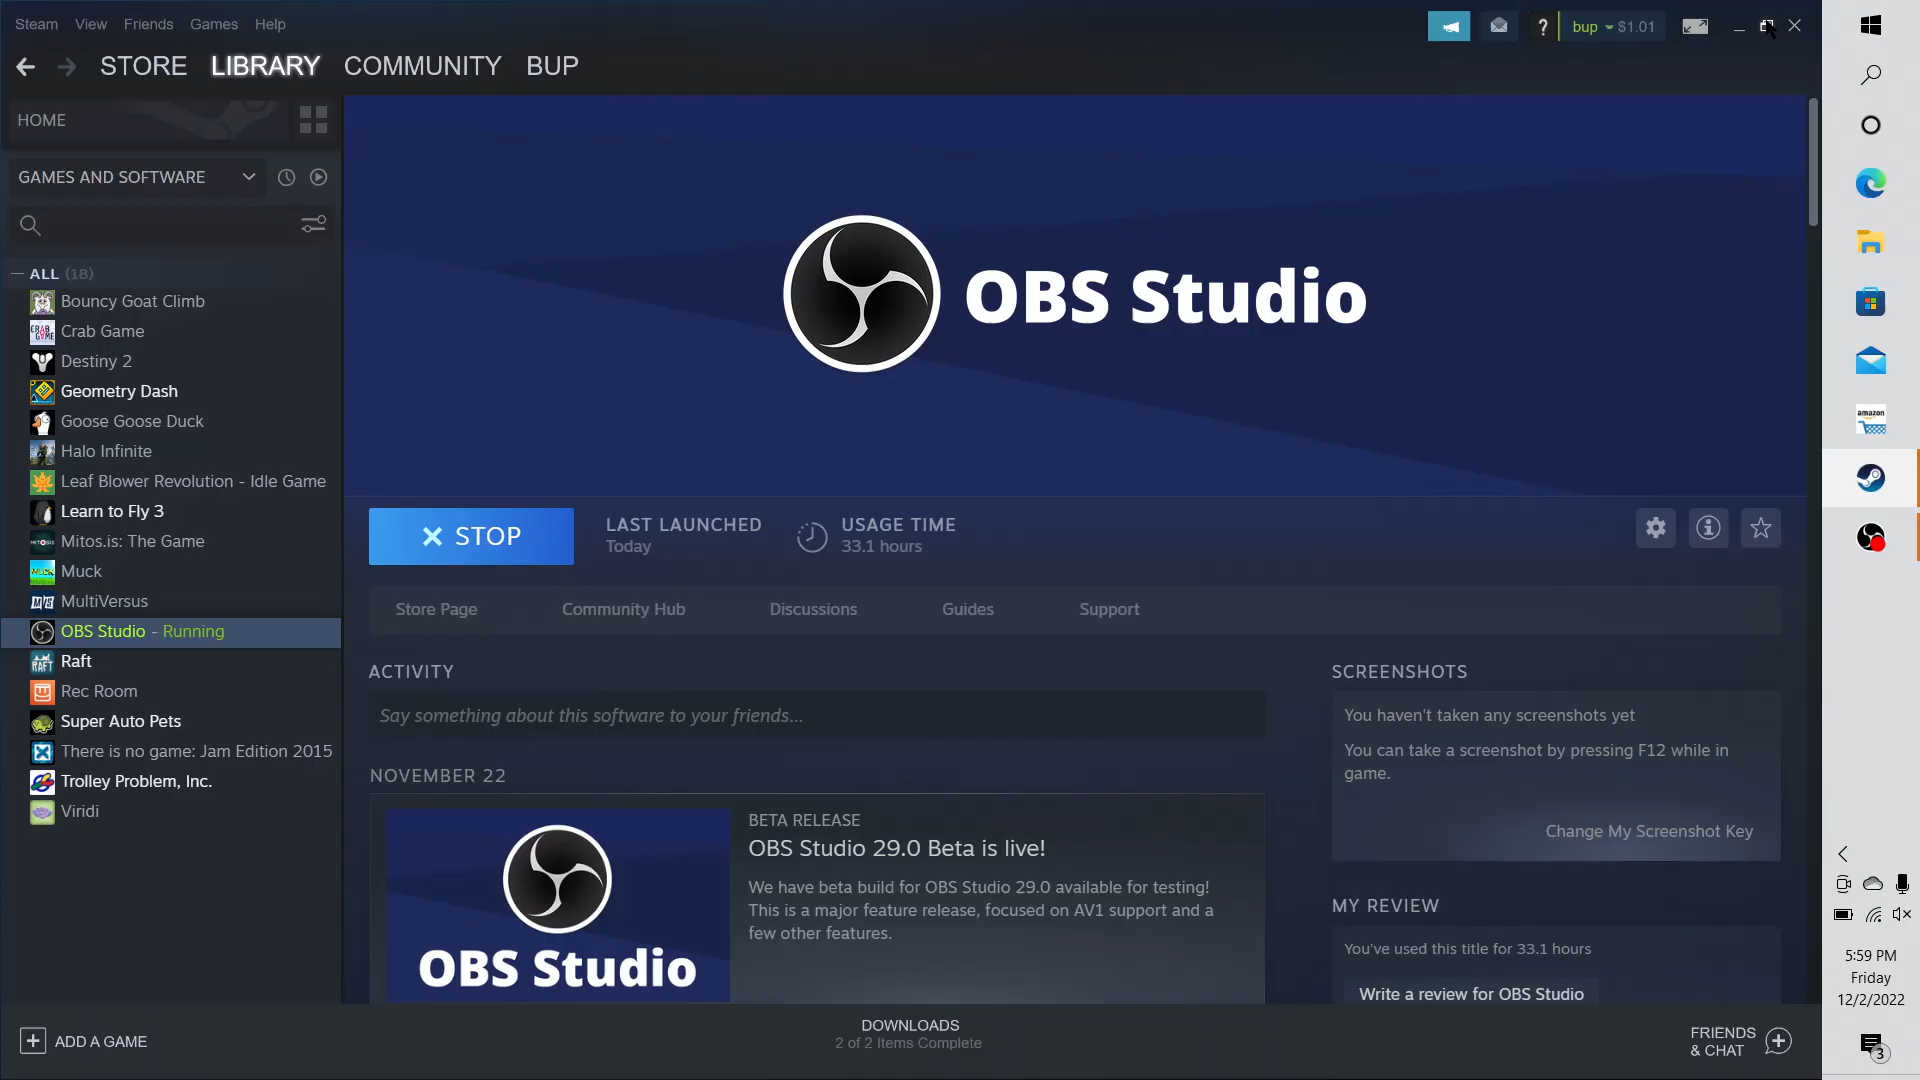 Steam View Friends Games Help
? bup $1.01
STORE LIBRARY COMMUNITY BUP
HOME
GAMES AND SOFTWARE
ALL (18)
Bouncy Goat Climb
Crab Game
Destiny 2
Geometry Dash
Goose Goose Duck
Halo Infinite
Leaf Blower Revolution - Idle Game
Learn to Fly 3
Mitos.is: The Game
Muck
MultiVersus
OBS Studio - Running
Raft
Rec Room
Super Auto Pets
There is no game: Jam Edition 2015
Trolley Problem, Inc.
Viridi
OBS Studio
STOP
LAST LAUNCHED
Today
USAGE TIME
33.1 hours
Store Page Community Hub Discussions Guides Support
ACTIVITY
Say something about this software to your friends...
NOVEMBER 22
OBS Studio
BETA RELEASE
OBS Studio 29.0 Beta is live!
We have beta build for OBS Studio 29.0 available for testing!
This is a major feature release, focused on AV1 support and a
few other features.
SCREENSHOTS
You haven't taken any screenshots yet
You can take a screenshot by pressing F12 while in
game.
Change My Screenshot Key
MY REVIEW
You've used this title for 33.1 hours
Write a review for OBS Studio
ADD A GAME
DOWNLOADS
2 of 2 Items Complete
FRIENDS
& CHAT
amazon
5:59 PM
Friday
12/2/2022
3